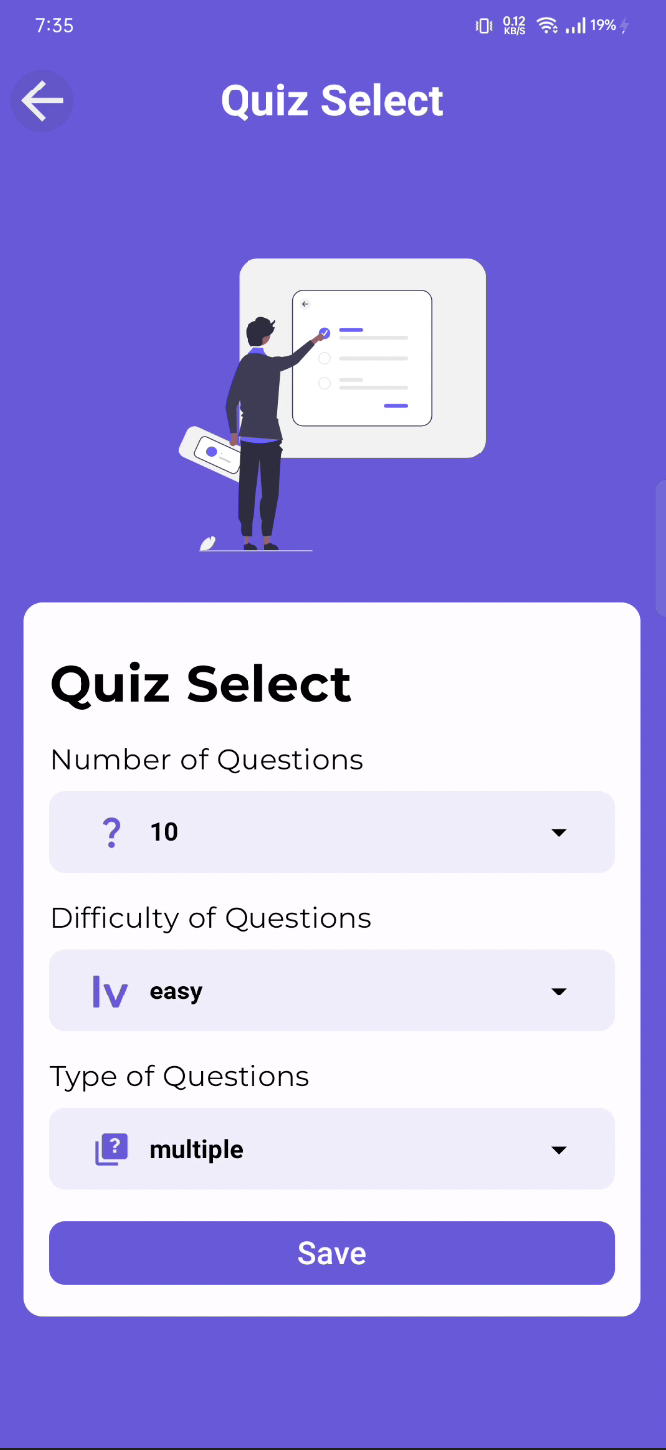 7:35
0.12
KB/S
19%
Quiz Select
Quiz Select
Number of Questions
? 10
Difficulty of Questions
lv easy
Type of Questions
? multiple
Save